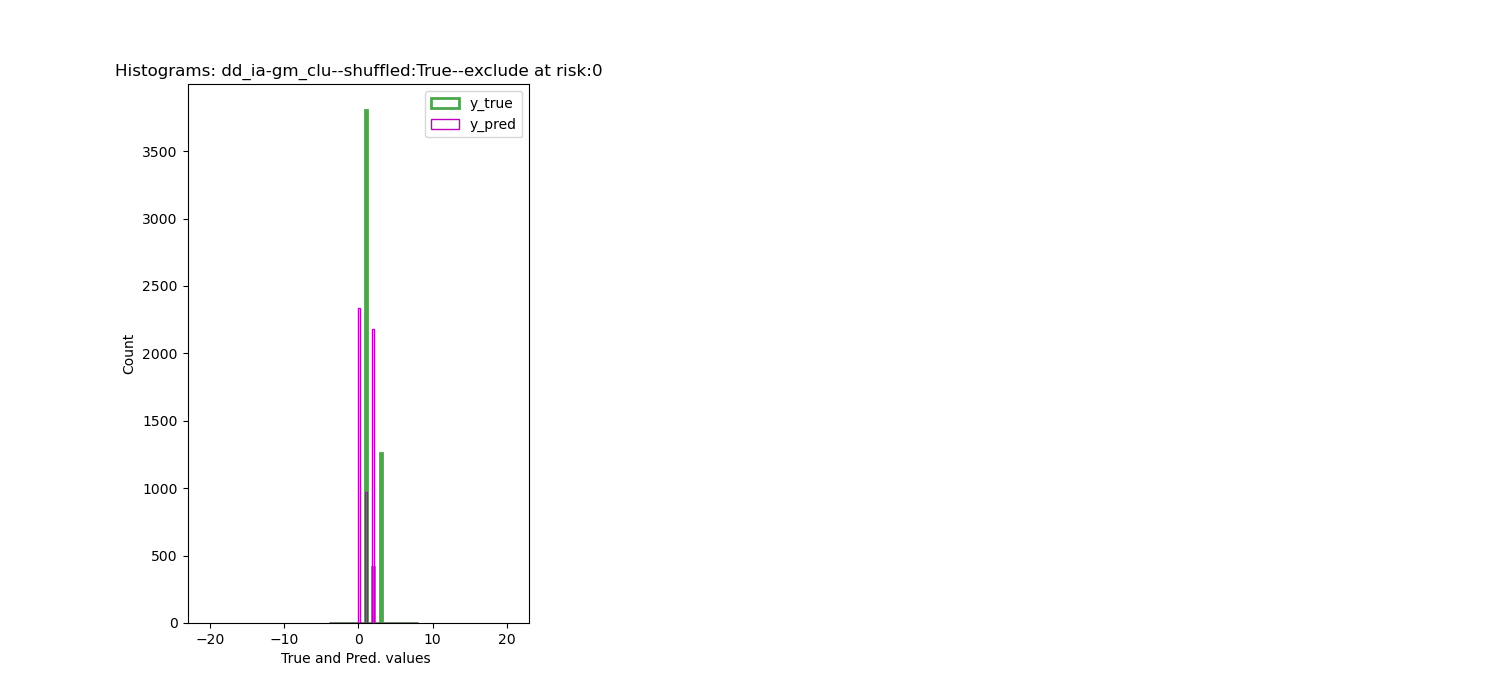 Histograms: dd_ia-gm_clu--shuffled:True--exclude at risk:0
y_true
y_pred
3500
3000
2500
2000
1500
1000
500
0
Count
−20
−10
0
10
20
True and Pred. values